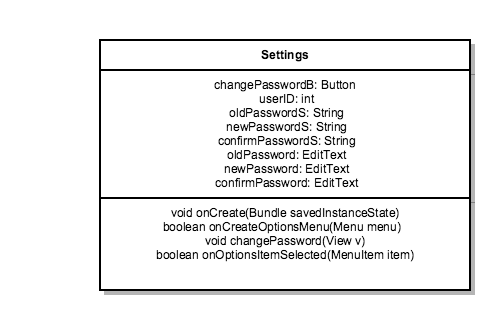 Settings
changePasswordB: Button
userID: int
oldPasswordS: String
newPasswordS: String
confirmPasswordS: String
oldPassword: EditText
newPassword: EditText
confirmPassword: EditText
void onCreate(Bundle savedInstanceState)
boolean onCreateOptionsMenu(Menu menu)
void changePassword(View v)
boolean onOptionsItemSelected(MenuItem item)